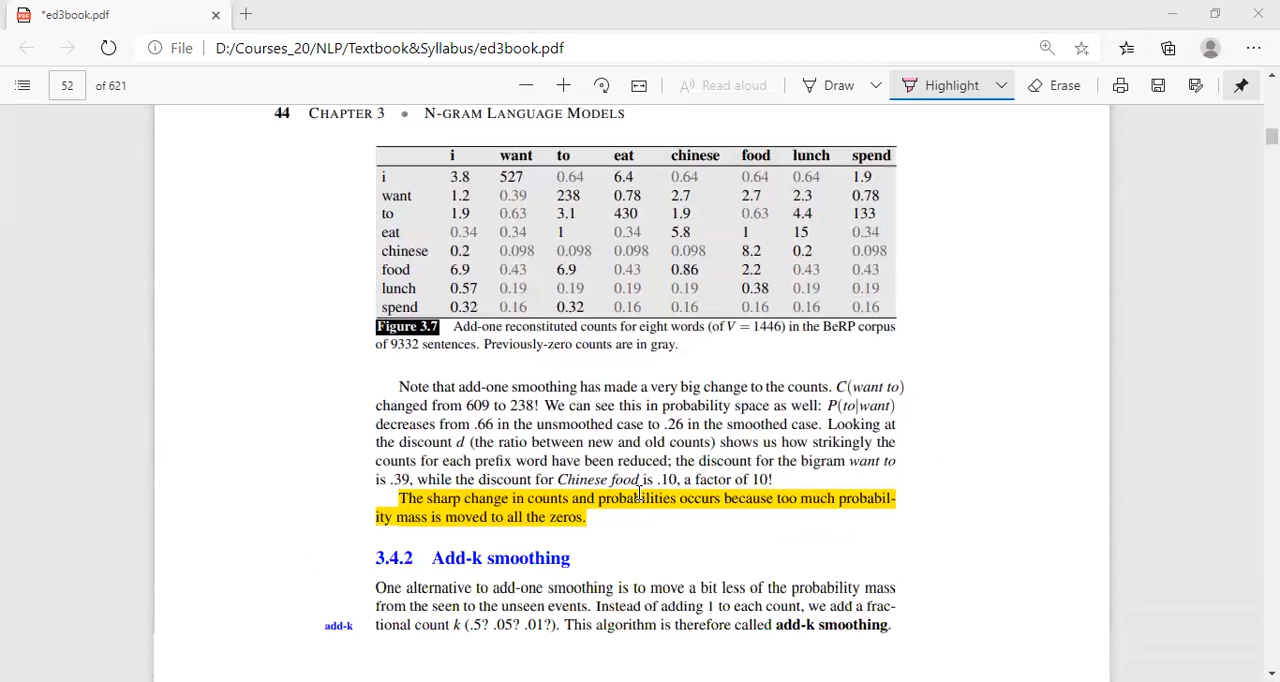 *ed3book.pdf
File D:/Courses_20/NLP/Textbook&Syllabus/ed3book.pdf
52 of 621 Read aloud Draw Highlight Erase
44 CHAPTER 3 • N-GRAM LANGUAGE MODELS
i want to eat chinese food lunch spend
i 3.8 527 0.64 6.4 0.64 0.64 0.64 1.9
want 1.2 0.39 238 0.78 2.7 2.7 2.3 0.78
to 1.9 0.63 3.1 430 1.9 0.63 4.4 133
eat 0.34 0.34 1 0.34 5.8 1 15 0.34
chinese 0.2 0.098 0.098 0.098 0.098 8.2 0.2 0.098
food 6.9 0.43 6.9 0.43 0.86 2.2 0.43 0.43
lunch 0.57 0.19 0.19 0.19 0.19 0.38 0.19 0.19
spend 0.32 0.16 0.32 0.16 0.16 0.16 0.16 0.16
Figure 3.7 Add-one reconstituted counts for eight words (of V = 1446) in the BeRP corpus
of 9332 sentences. Previously-zero counts are in gray.
Note that add-one smoothing has made a very big change to the counts. C(want to)
changed from 609 to 238! We can see this in probability space as well: P(to|want)
decreases from .66 in the unsmoothed case to .26 in the smoothed case. Looking at
the discount d (the ratio between new and old counts) shows us how strikingly the
counts for each prefix word have been reduced; the discount for the bigram want to
is .39, while the discount for Chinese food is .10, a factor of 10!
The sharp change in counts and probabilities occurs because too much probabil-
ity mass is moved to all the zeros.
3.4.2 Add-k smoothing
One alternative to add-one smoothing is to move a bit less of the probability mass
from the seen to the unseen events. Instead of adding 1 to each count, we add a frac-
add-k tional count k (.5? .05? .01?). This algorithm is therefore called add-k smoothing.